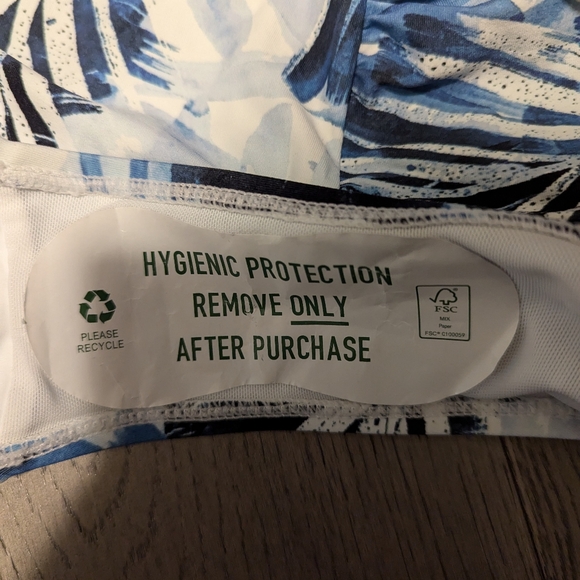 HYGIENIC PROTECTION
REMOVE ONLY
AFTER PURCHASE
PLEASE
RECYCLE
FSC
MIX
Paper